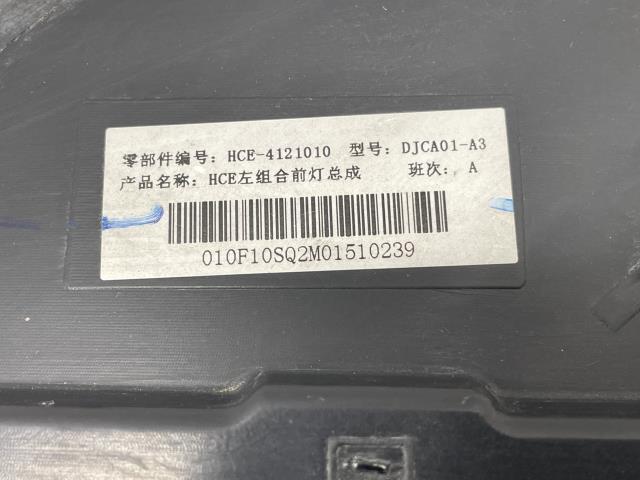 零部件编号：HCE-4121010 型号：DJCA01-A3
产品名称：HCE左组合前灯总成 班次：A
010F10SQ2M01510239